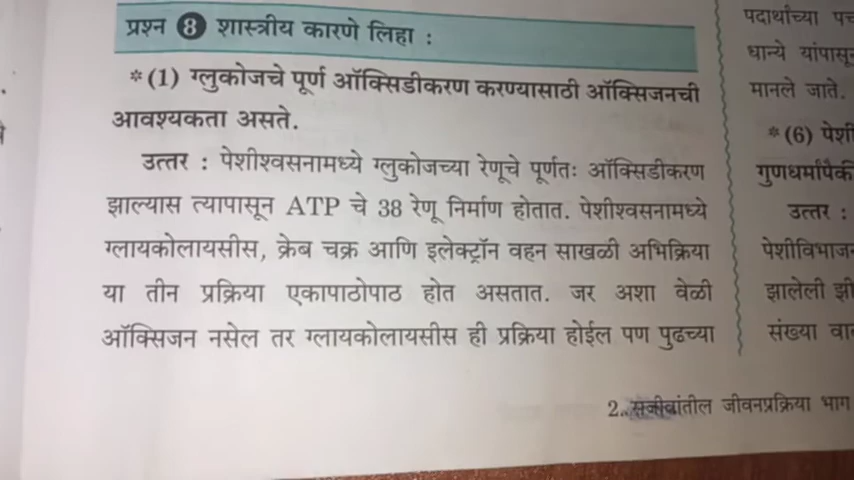 प्रश्न 8 शास्त्रीय कारणे लिहा :
* (1) ग्लुकोजचे पूर्ण ऑक्सिडीकरण करण्यासाठी ऑक्सिजनची
आवश्यकता असते.
उत्तर : पेशीश्वसनामध्ये ग्लुकोजच्या रेणूचे पूर्णतः ऑक्सिडीकरण
झाल्यास त्यापासून ATP चे 38 रेणू निर्माण होतात. पेशीश्वसनामध्ये
ग्लायकोलायसीस, क्रेब चक्र आणि इलेक्ट्रॉन वहन साखळी अभिक्रिया
या तीन प्रक्रिया एकापाठोपाठ होत असतात. जर अशा वेळी
ऑक्सिजन नसेल तर ग्लायकोलायसीस ही प्रक्रिया होईल पण पुढच्या
पदार्थांच्या
धान्ये यांपासून
मानले जाते.
* (6) पेशी
गुणधर्मांपैकी
उत्तर :
पेशीविभाजन
झालेली
संख्या
2. सजीवांतील जीवनप्रक्रिया भाग